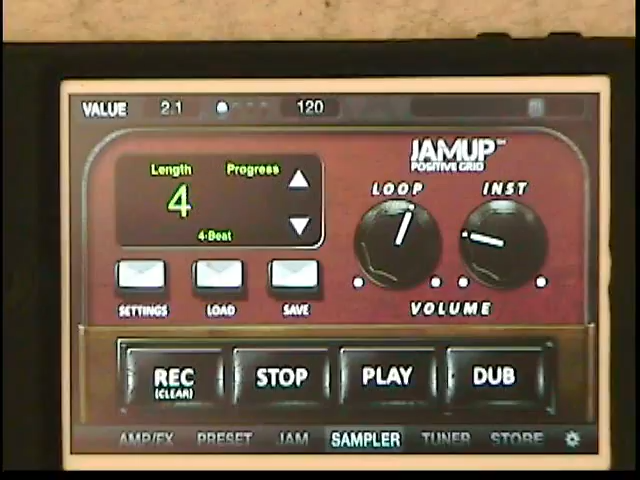 VALUE 2.1 120
JAMUP™
POSITIVE GRID
Length Progress
4
4-Beat
LOOP INST
VOLUME
SETTINGS LOAD SAVE
REC STOP PLAY DUB
(CLEAR)
AMP/FX PRESET JAM SAMPLER TUNER STORE